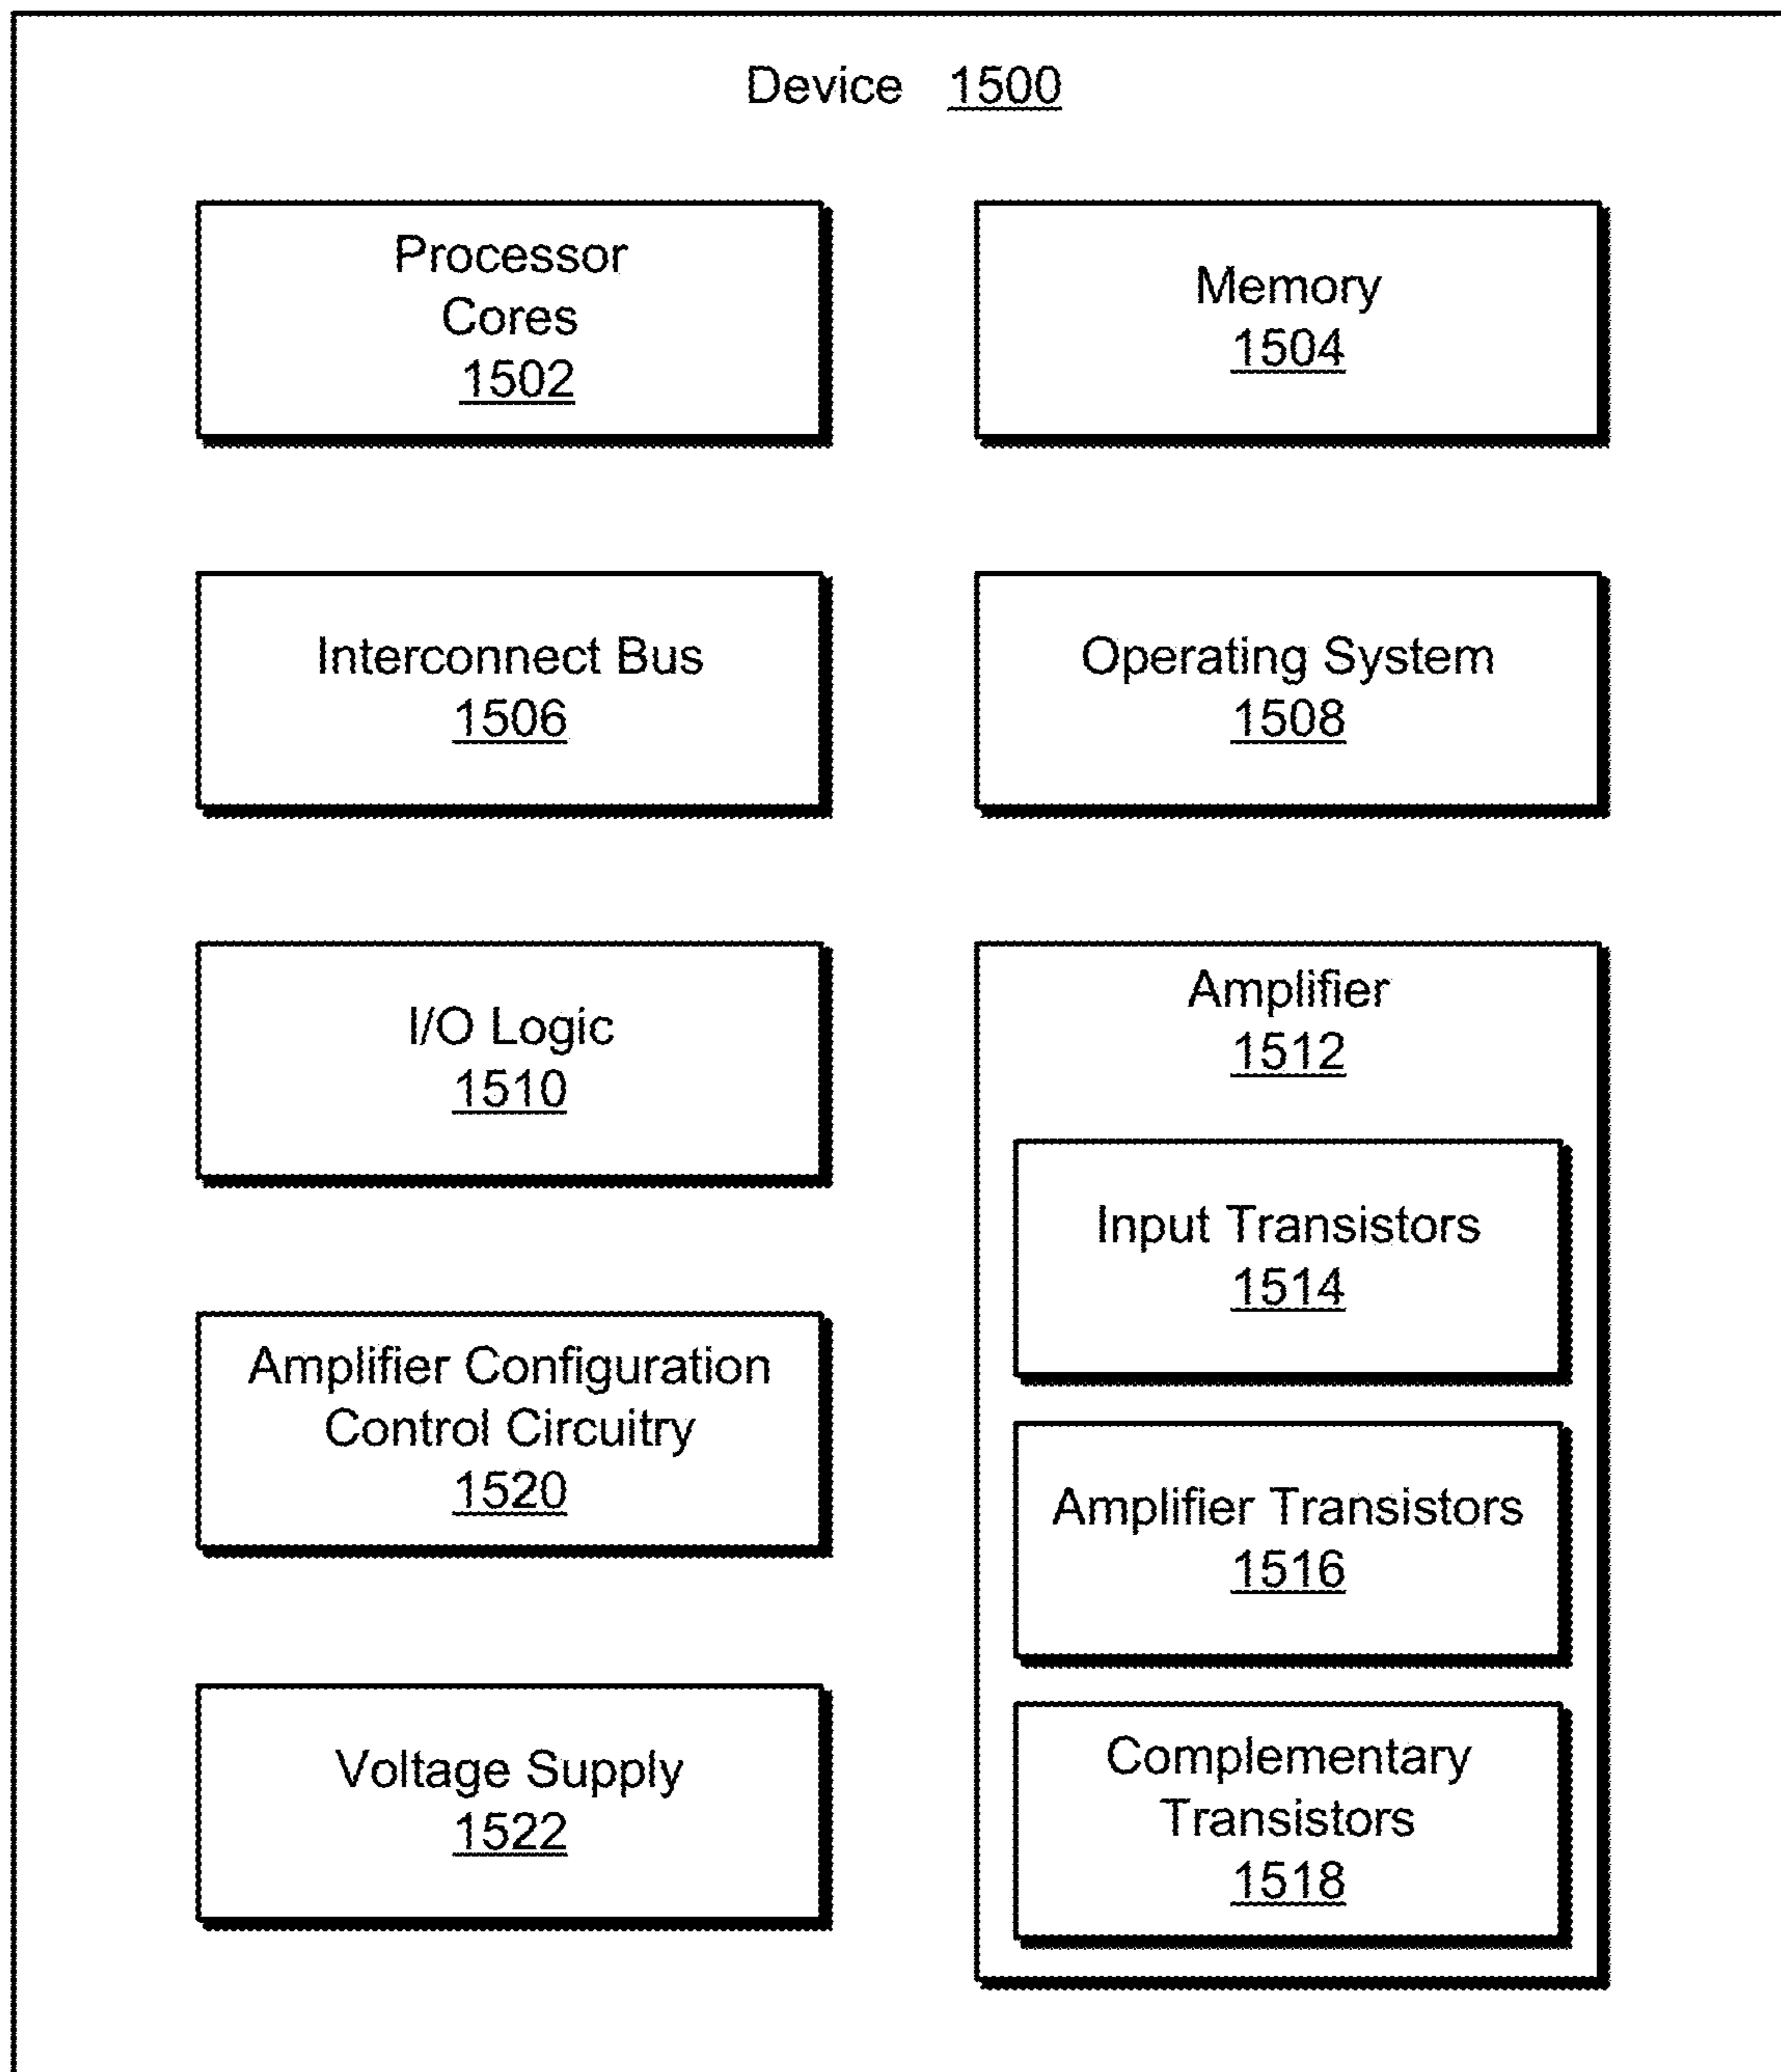 Device 1500
Processor
Cores
1502
Memory
1504
Interconnect Bus
1506
Operating System
1508
I/O Logic
1510
Amplifier
1512
Input Transistors
1514
Amplifier Transistors
1516
Complementary
Transistors
1518
Amplifier Configuration
Control Circuitry
1520
Voltage Supply
1522